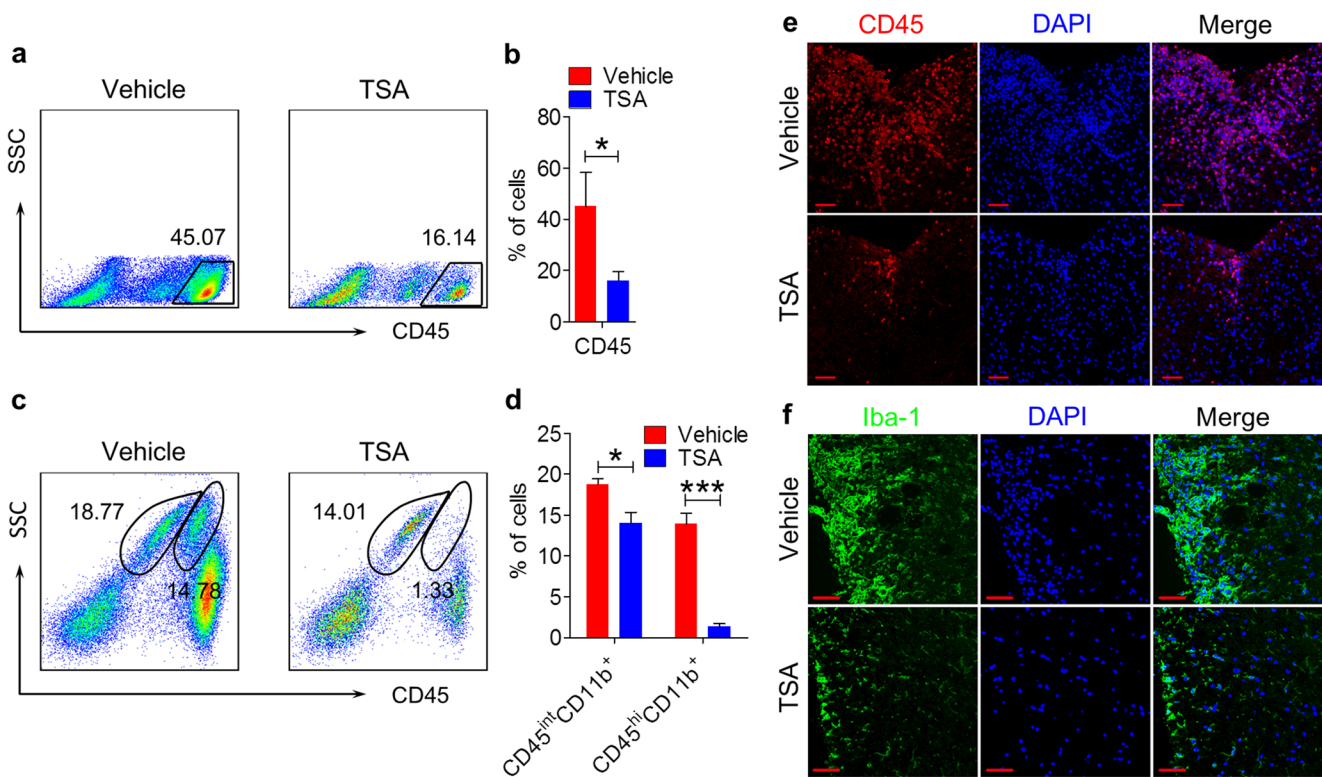 a
Vehicle
TSA
SSC
45.07
16.14
CD45
b
Vehicle
TSA
% of cells
80
60
40
20
0
*
CD45
c
Vehicle
TSA
SSC
18.77
14.78
14.01
1.33
CD45
d
Vehicle
TSA
% of cells
25
20
15
10
5
0
*
***
CD45intCD11b+
CD45hiCD11b+
e
CD45
DAPI
Merge
Vehicle
TSA
f
Iba-1
DAPI
Merge
Vehicle
TSA